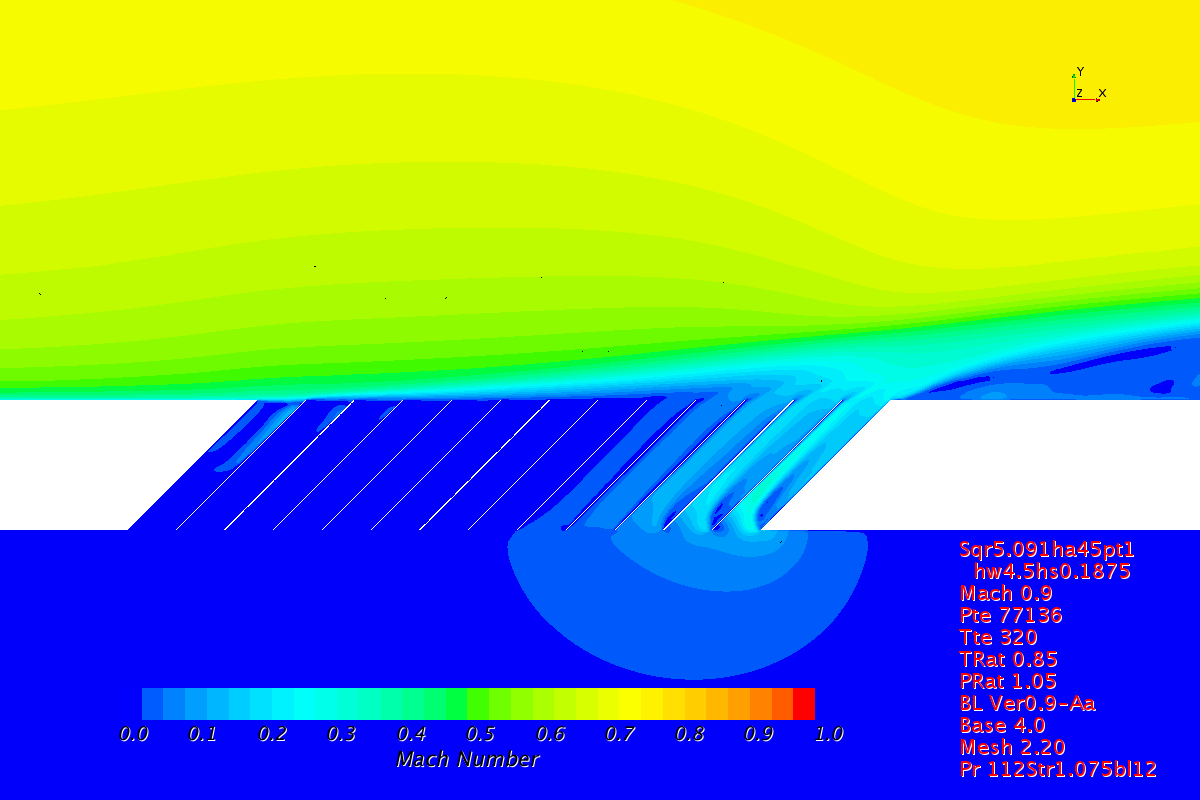 Y
Z X
Sqr5.091ha45pt1
hw4.5hs0.1875
Mach 0.9
Pte 77136
Tte 320
TRat 0.85
PRat 1.05
BL Ver0.9-Aa
Base 4.0
Mesh 2.20
Pr 112Str1.075bl12
0.0 0.1 0.2 0.3 0.4 0.5 0.6 0.7 0.8 0.9 1.0
Mach Number